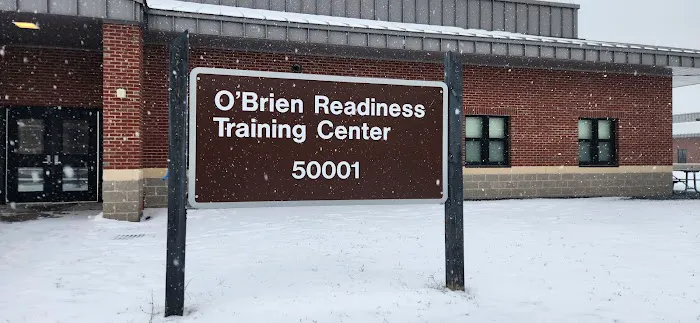 O'Brien Readiness
Training Center
50001